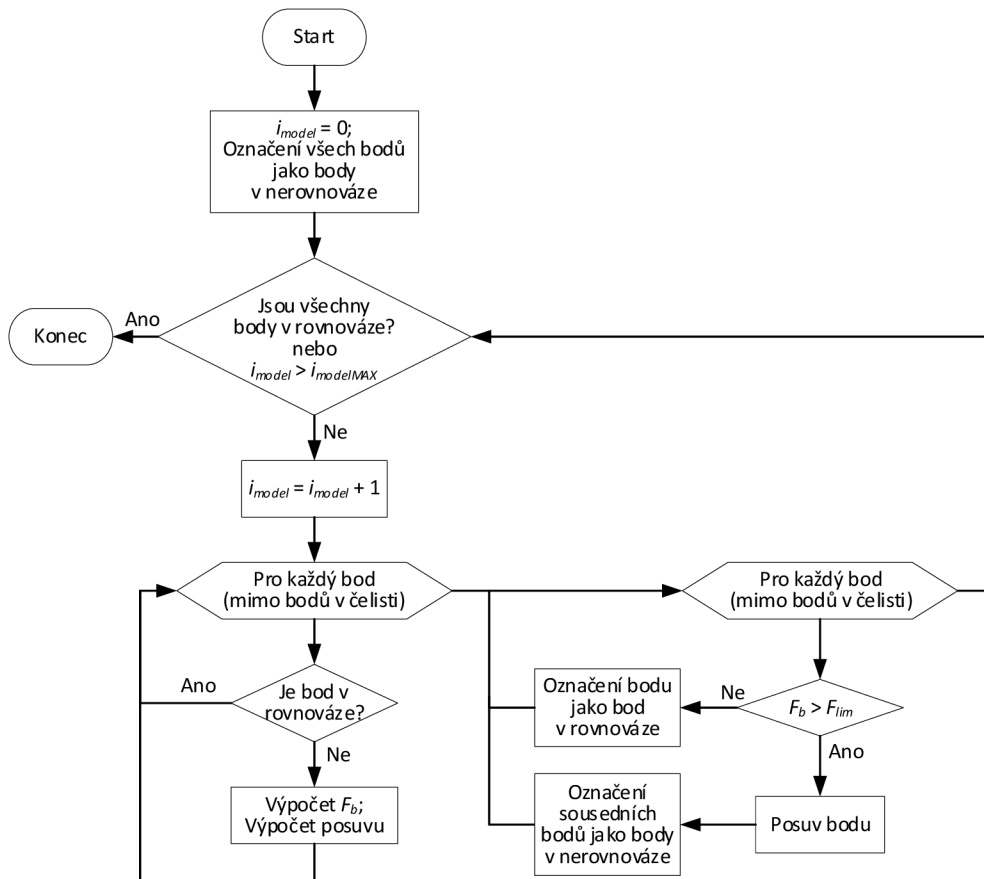 Start
i_model = 0;
Označení všech bodů
jako body
v nerovnováze
Jsou všechny
body v rovnováze?
nebo
i_model > i_modelMAX
Ano
Konec
Ne
i_model = i_model + 1
Pro každý bod
(mimo bodů v čelisti)
Je bod v
rovnováze?
Ano
Ne
Výpočet F_b;
Výpočet posuvu
Pro každý bod
(mimo bodů v čelisti)
F_b > F_lim
Ne
Označení bodu
jako bod
v rovnováze
Ano
Posuv bodu
Označení
sousedních
bodů jako body
v nerovnováze